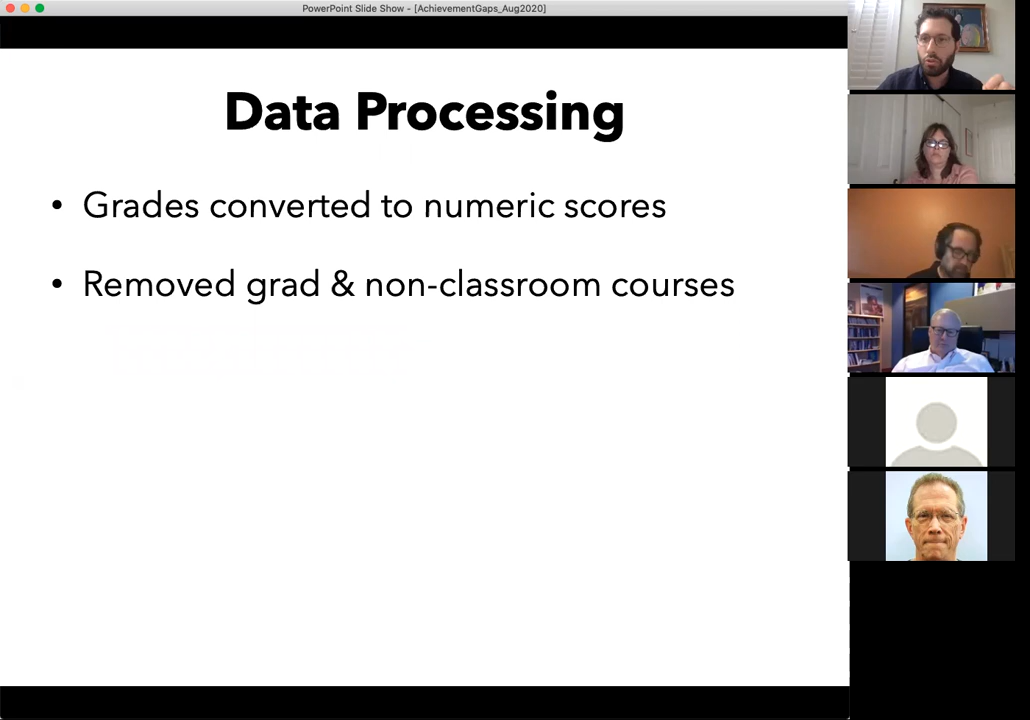 PowerPoint Slide Show - [AchievementGaps_Aug2020]
Data Processing
• Grades converted to numeric scores
• Removed grad & non-classroom courses